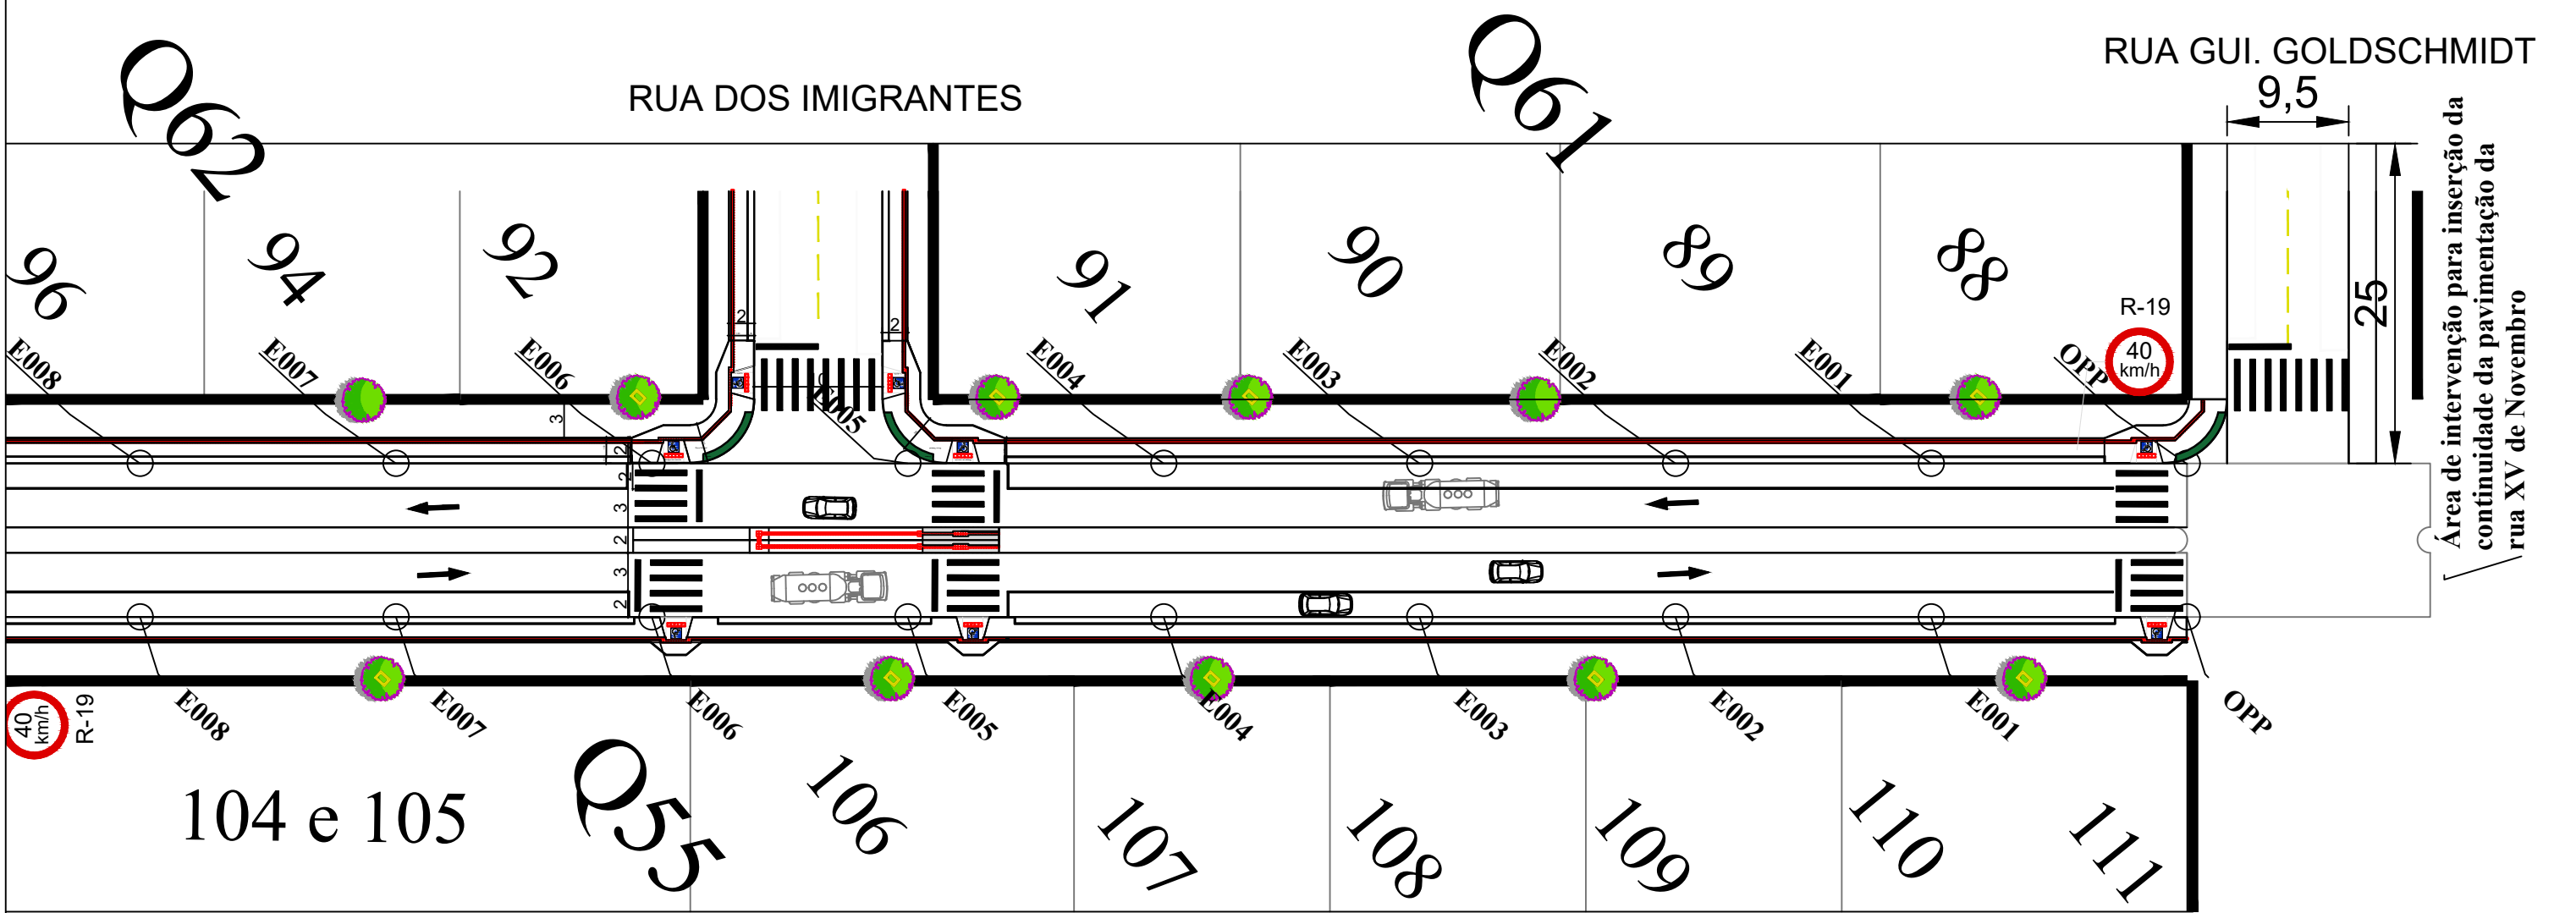 RUA GUI. GOLDSCHMIDT
9,5
RUA DOS IMIGRANTES
Q62
Q61
Área de intervenção para inserção da
continuidade da pavimentação da
rua XV de Novembro
25
96
94
92
91
90
89
88
R-19
40
km/h
2
2
E008
E007
E006
E005
E004
E003
E002
E001
OPP
3
2
2
3
2
3
2
40
km/h
R-19
E008
E007
E006
E005
E004
E003
E002
E001
OPP
104 e 105
Q55
106
107
108
109
110
111